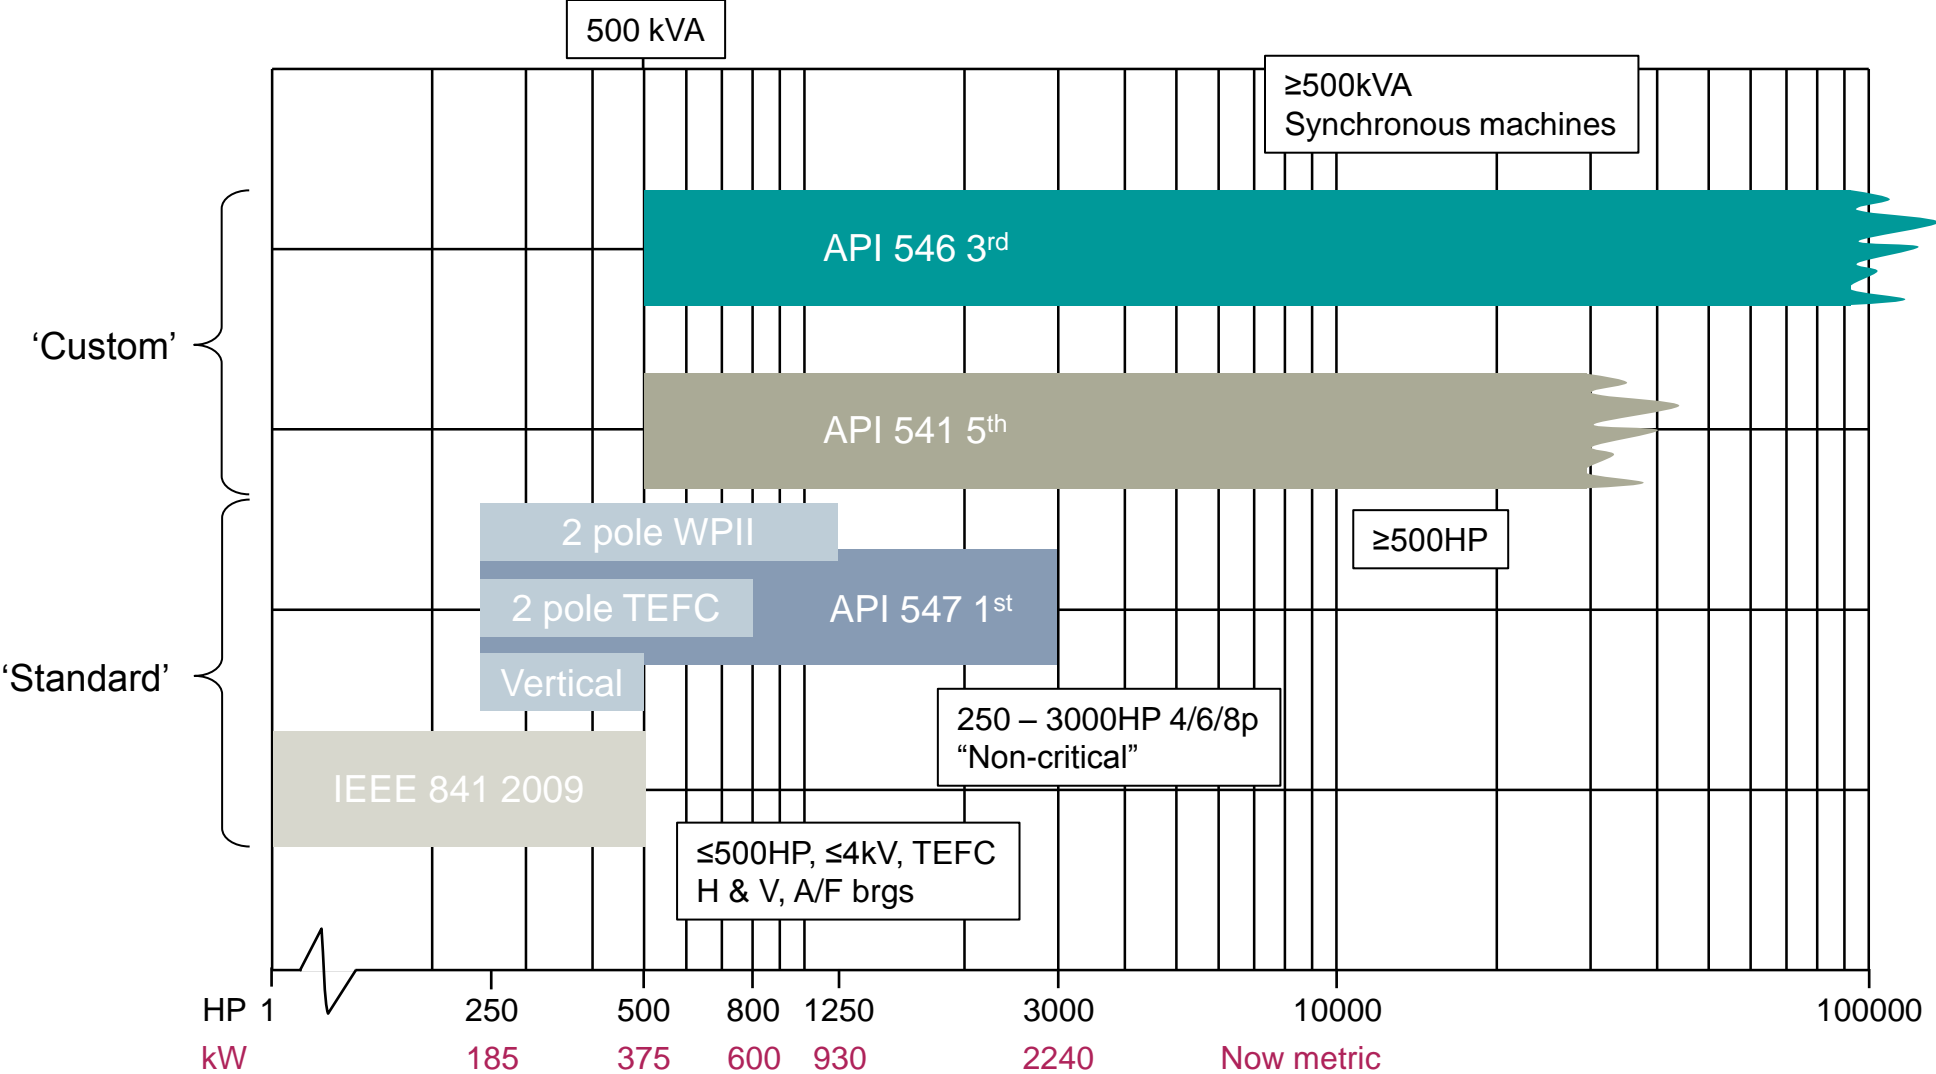 500 kVA
≥500kVA
Synchronous machines
API 546 3rd
‘Custom’
API 541 5th
2 pole WPII
≥500HP
2 pole TEFC
API 547 1st
‘Standard’
Vertical
250 – 3000HP 4/6/8p
“Non-critical”
IEEE 841 2009
≤500HP, ≤4kV, TEFC
H & V, A/F brgs
HP 1 250 500 800 1250 3000 10000 100000
kW 185 375 600 930 2240 Now metric